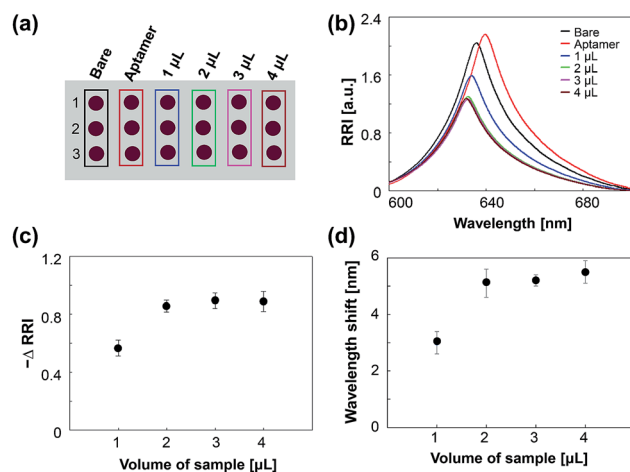 (a)
Bare
Aptamer
1 µL
2 µL
3 µL
4 µL
1
2
3
(b)
RRI [a.u.]
2.4
1.8
1.2
0.6
0
600
640
680
Wavelength [nm]
Bare
Aptamer
1 µL
2 µL
3 µL
4 µL
(c)
−Δ RRI
1.2
0.8
0.4
0
1
2
3
4
Volume of sample [µL]
(d)
Wavelength shift [nm]
6
4
2
0
1
2
3
4
Volume of sample [µL]